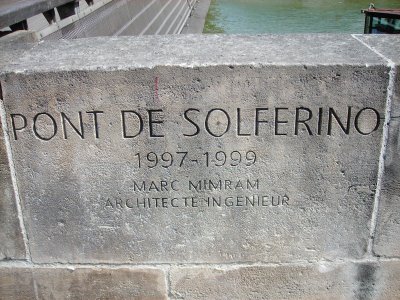 PONT DE SOLFERINO
1997-1999
MARC MIMRAM
ARCHITECTE INGENIEUR